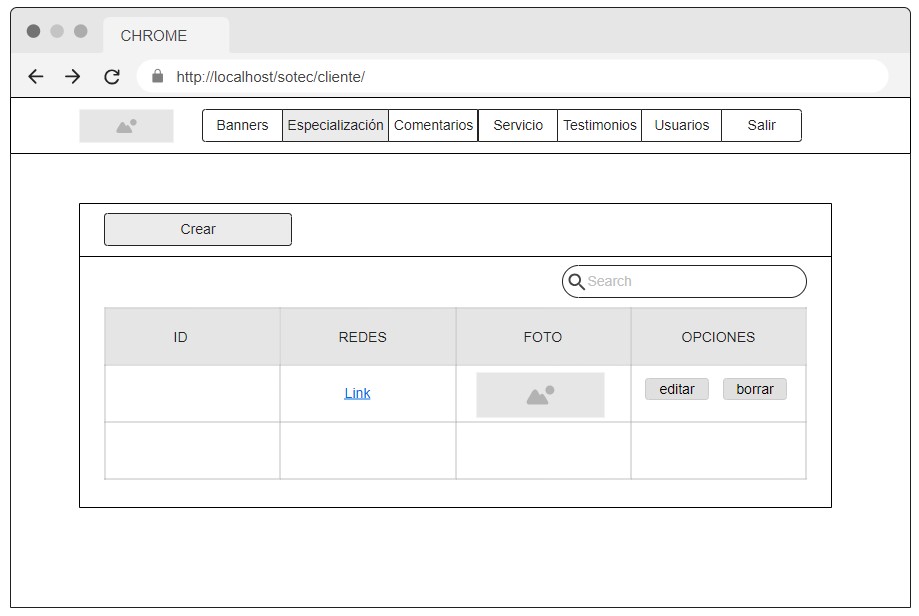 CHROME
http://localhost/sotec/cliente/
Banners Especialización Comentarios Servicio Testimonios Usuarios Salir
Crear
Search
ID REDES FOTO OPCIONES
Link editar borrar